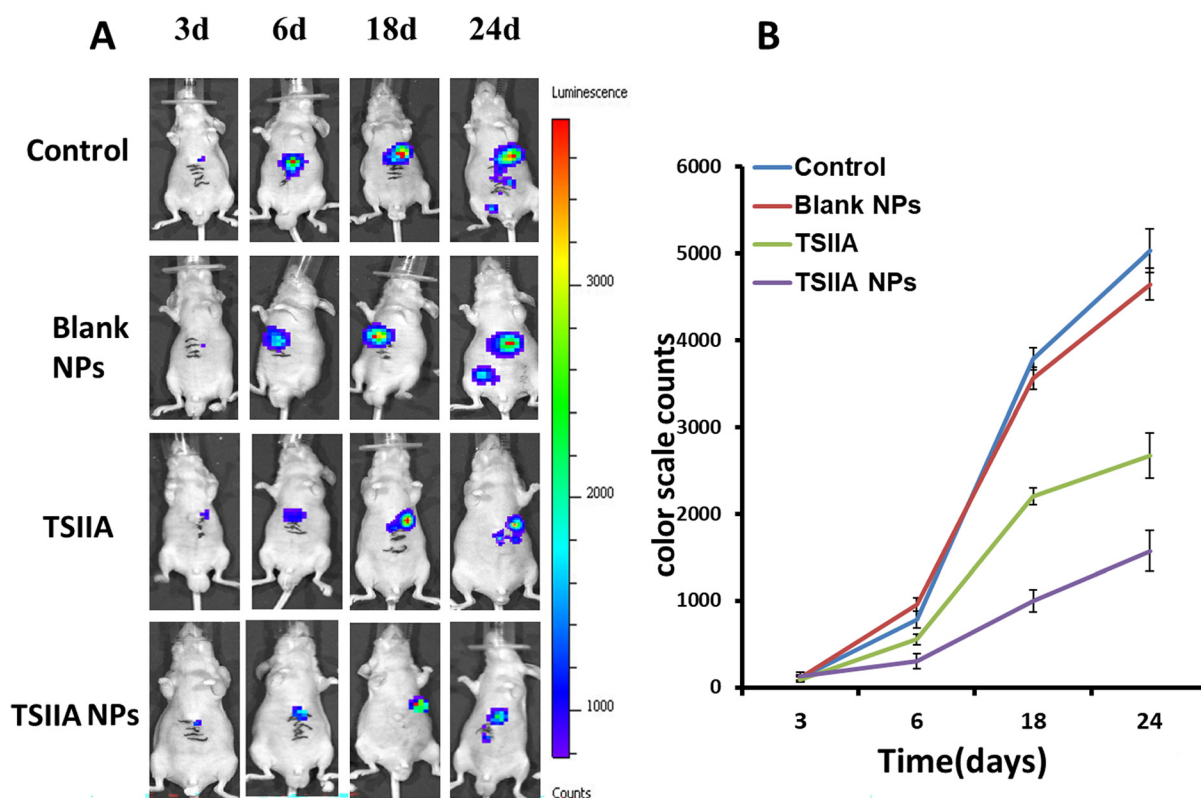 A
3d 6d 18d 24d
Control
Blank
NPs
TSIIA
TSIIA NPs
Luminescence
3000
2000
1000
Counts
B
color scale counts
6000
5000
4000
3000
2000
1000
0
Control
Blank NPs
TSIIA
TSIIA NPs
3 6 18 24
Time(days)